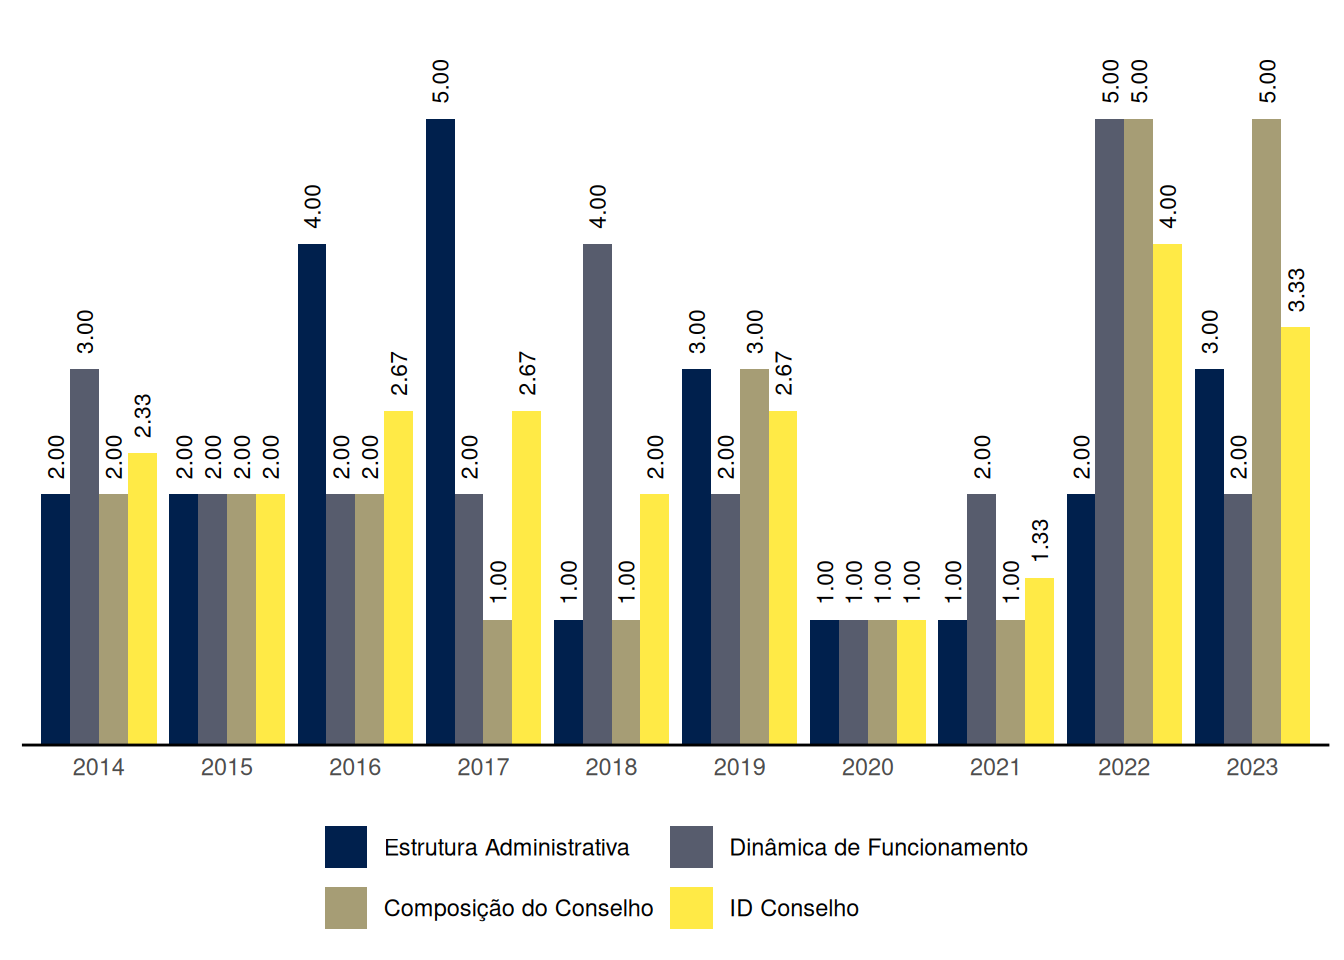 2.00 3.00 2.00 2.33 2.00 2.00 2.00 2.00 4.00 2.00 2.00 2.67 5.00 2.00 1.00 2.67 1.00 4.00 1.00 2.00 3.00 2.00 3.00 2.67 1.00 1.00 1.00 1.00 1.00 2.00 1.00 1.33 2.00 5.00 5.00 4.00 3.00 2.00 5.00 3.33
2014 2015 2016 2017 2018 2019 2020 2021 2022 2023
Estrutura Administrativa Dinâmica de Funcionamento
Composição do Conselho ID Conselho